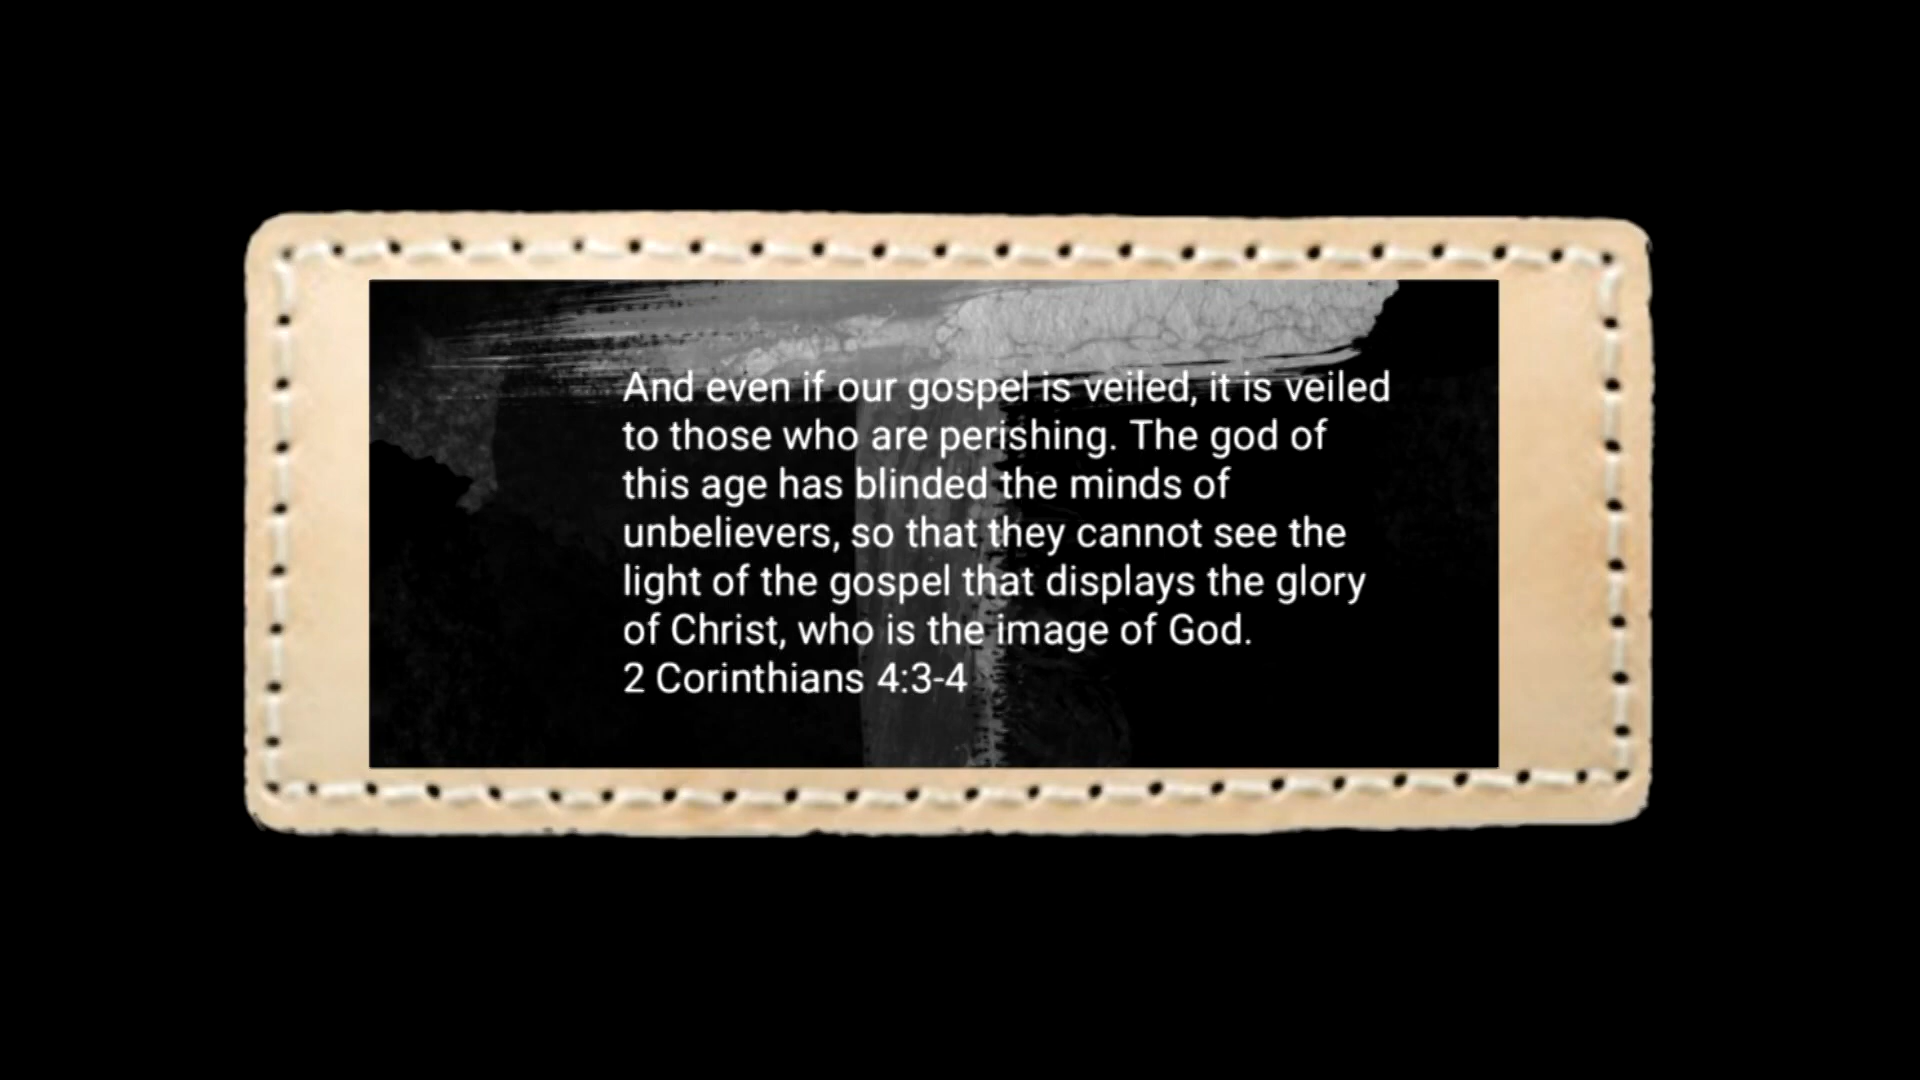 And even if our gospel is veiled, it is veiled
to those who are perishing. The god of
this age has blinded the minds of
unbelievers, so that they cannot see the
light of the gospel that displays the glory
of Christ, who is the image of God.
2 Corinthians 4:3-4